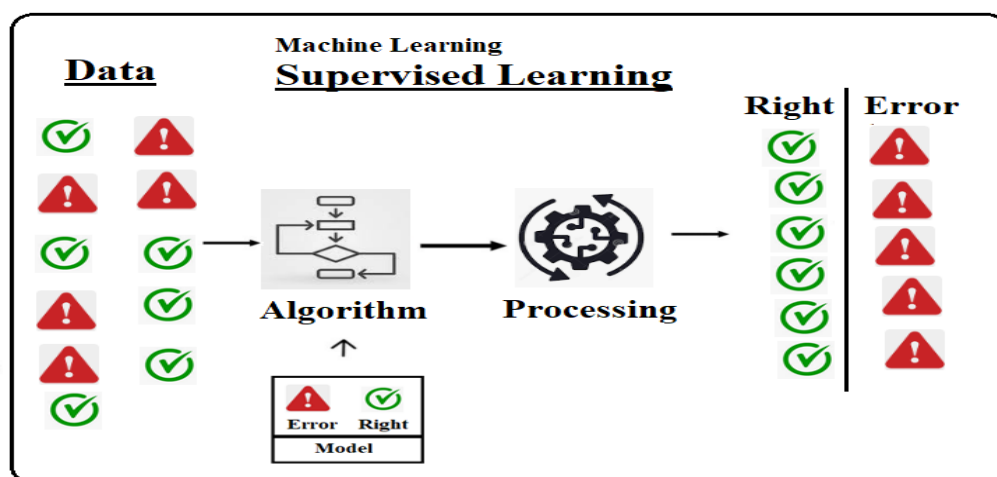 Machine Learning
Data
Supervised Learning
Right
Error
Algorithm
Processing
Error
Right
Model